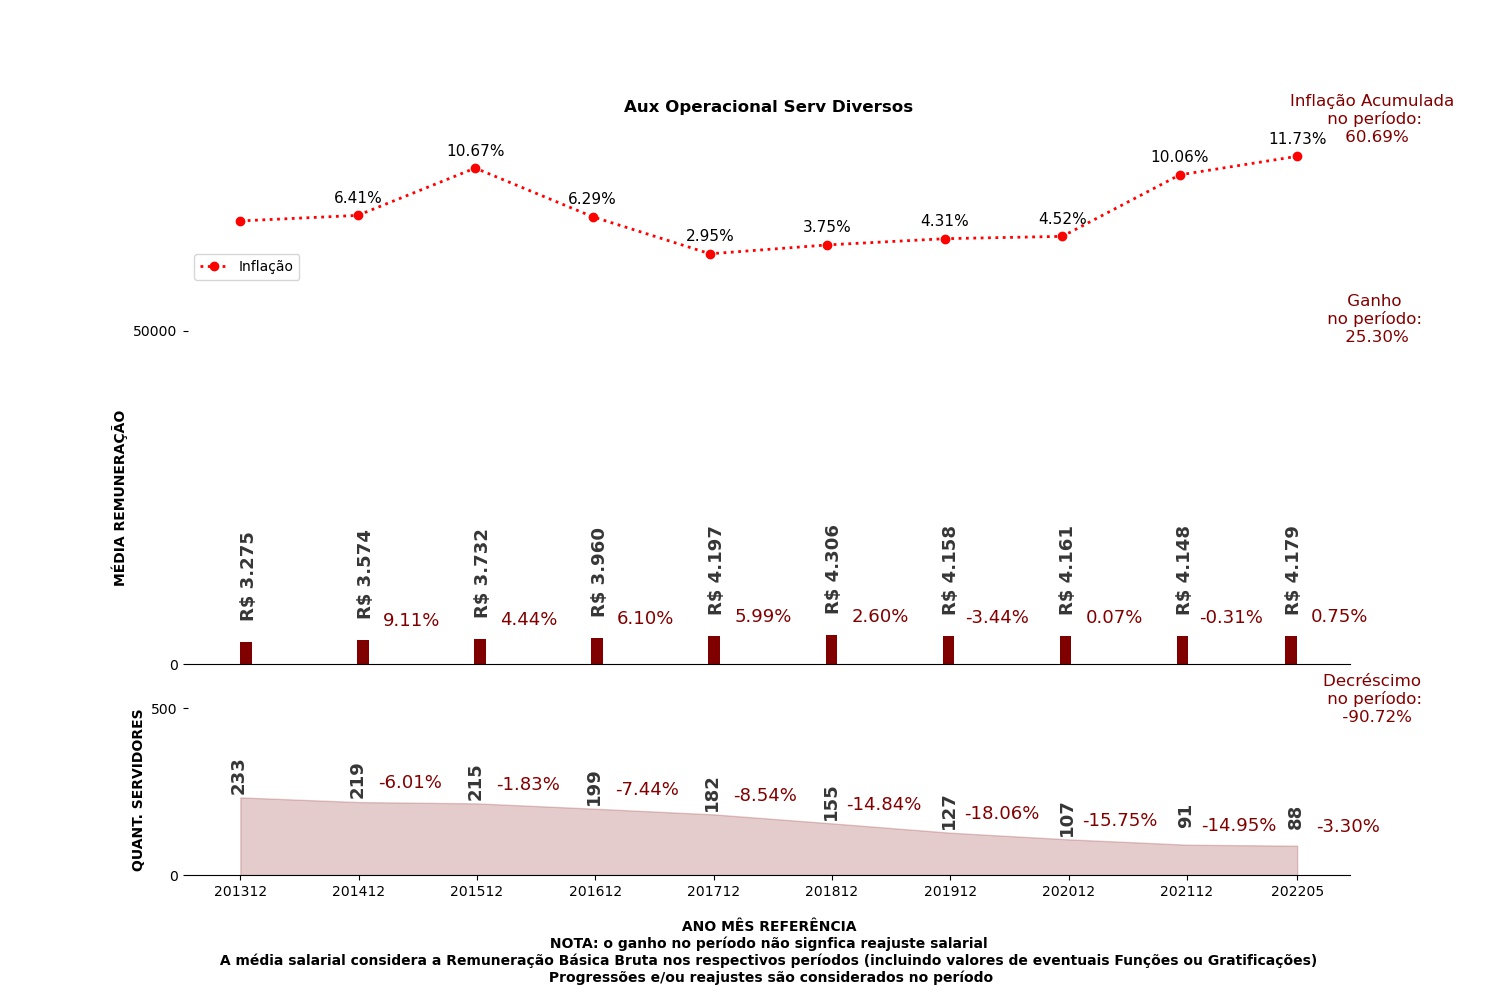 Aux Operacional Serv Diversos
Inflação Acumulada
no período:
60.69%
6.41%
10.67%
6.29%
2.95%
3.75%
4.31%
4.52%
10.06%
11.73%
Inflação
Ganho
no período:
25.30%
50000
0
MÉDIA REMUNERAÇÃO
R$ 3.275
R$ 3.574
R$ 3.732
R$ 3.960
R$ 4.197
R$ 4.306
R$ 4.158
R$ 4.161
R$ 4.148
R$ 4.179
9.11%
4.44%
6.10%
5.99%
2.60%
-3.44%
0.07%
-0.31%
0.75%
Decréscimo
no período:
-90.72%
500
0
QUANT. SERVIDORES
233
219
215
199
182
155
127
107
91
88
-6.01%
-1.83%
-7.44%
-8.54%
-14.84%
-18.06%
-15.75%
-14.95%
-3.30%
201312
201412
201512
201612
201712
201812
201912
202012
202112
202205
ANO MÊS REFERÊNCIA
NOTA: o ganho no período não signfica reajuste salarial
A média salarial considera a Remuneração Básica Bruta nos respectivos períodos (incluindo valores de eventuais Funções ou Gratificações)
Progressões e/ou reajustes são considerados no período